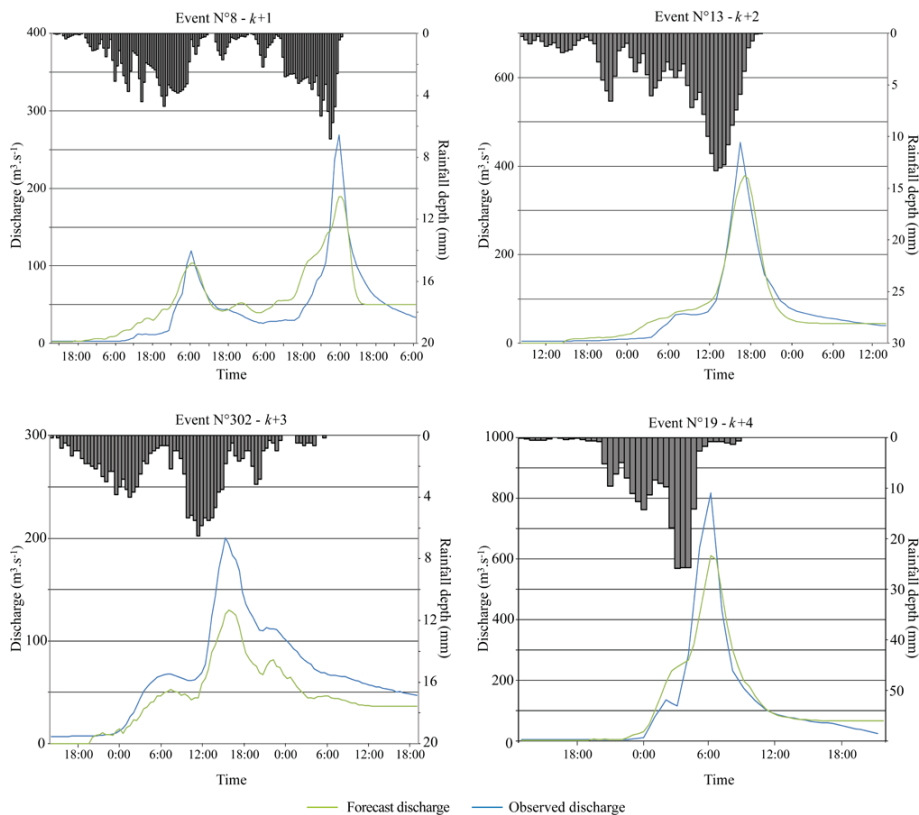 Event N°8 - k+1
400
300
200
100
0
Discharge (m³.s⁻¹)
0
4
6
8
12
14
16
20
Rainfall depth (mm)
18:00 6:00 18:00 6:00 18:00 6:00 18:00 6:00 18:00 6:00
Time
Event N°13 - k+2
600
400
200
0
Discharge (m³.s⁻¹)
0
5
10
15
20
25
30
Rainfall depth (mm)
12:00 18:00 0:00 6:00 12:00 18:00 0:00 6:00 12:00
Time
Event N°302 - k+3
300
200
100
0
Discharge (m³.s⁻¹)
0
4
8
12
16
20
Rainfall depth (mm)
18:00 0:00 6:00 12:00 18:00 0:00 6:00 12:00 18:00
Time
Event N°19 - k+4
1000
800
600
400
200
0
Discharge (m³.s⁻¹)
0
10
20
30
40
50
Rainfall depth (mm)
18:00 0:00 6:00 12:00 18:00
Time
Forecast discharge
Observed discharge